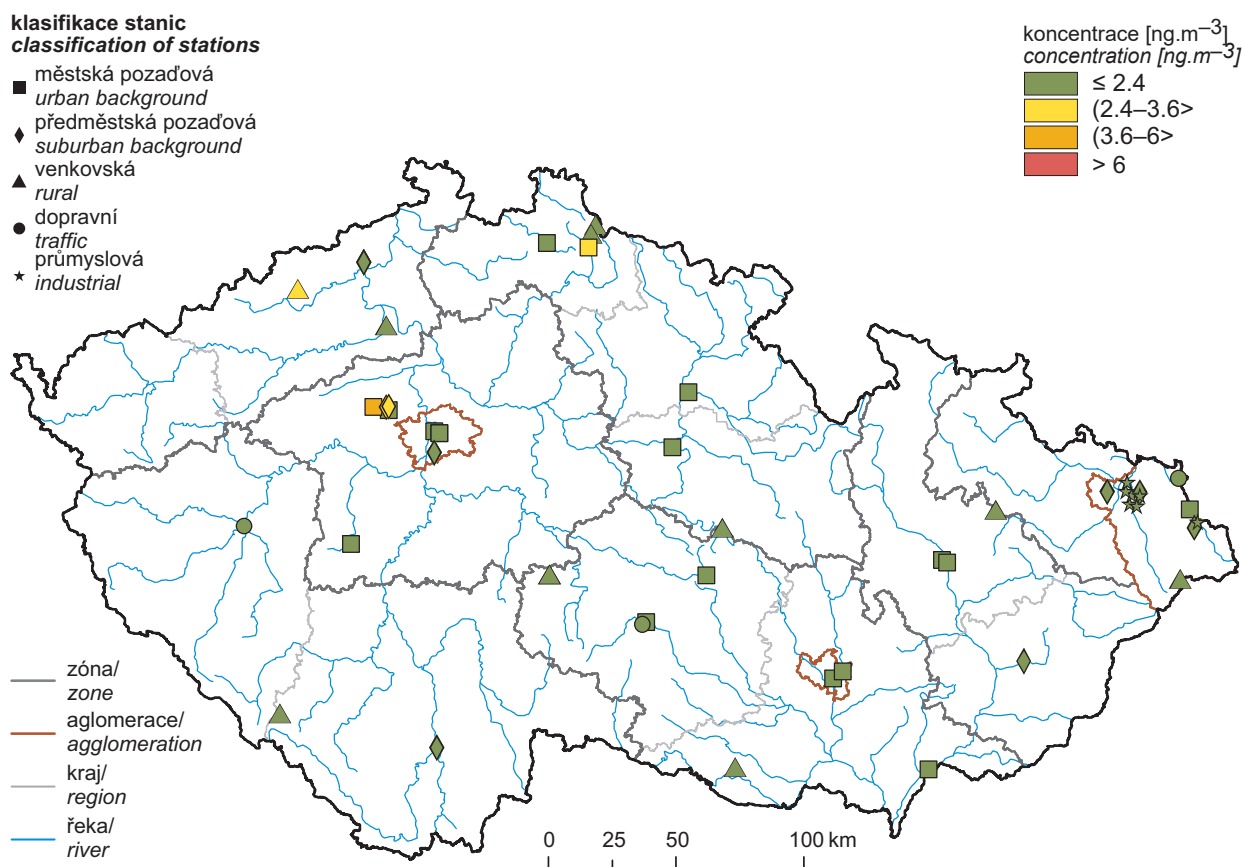 klasifikace stanic
classification of stations
městská pozaďová
urban background
předměstská pozaďová
suburban background
venkovská
rural
dopravní
traffic
průmyslová
industrial
koncentrace [ng.m–3]
concentration [ng.m–3]
≤ 2.4
(2.4–3.6>
(3.6–6>
> 6
zóna/
zone
aglomerace/
agglomeration
kraj/
region
řeka/
river
0 25 50 100 km